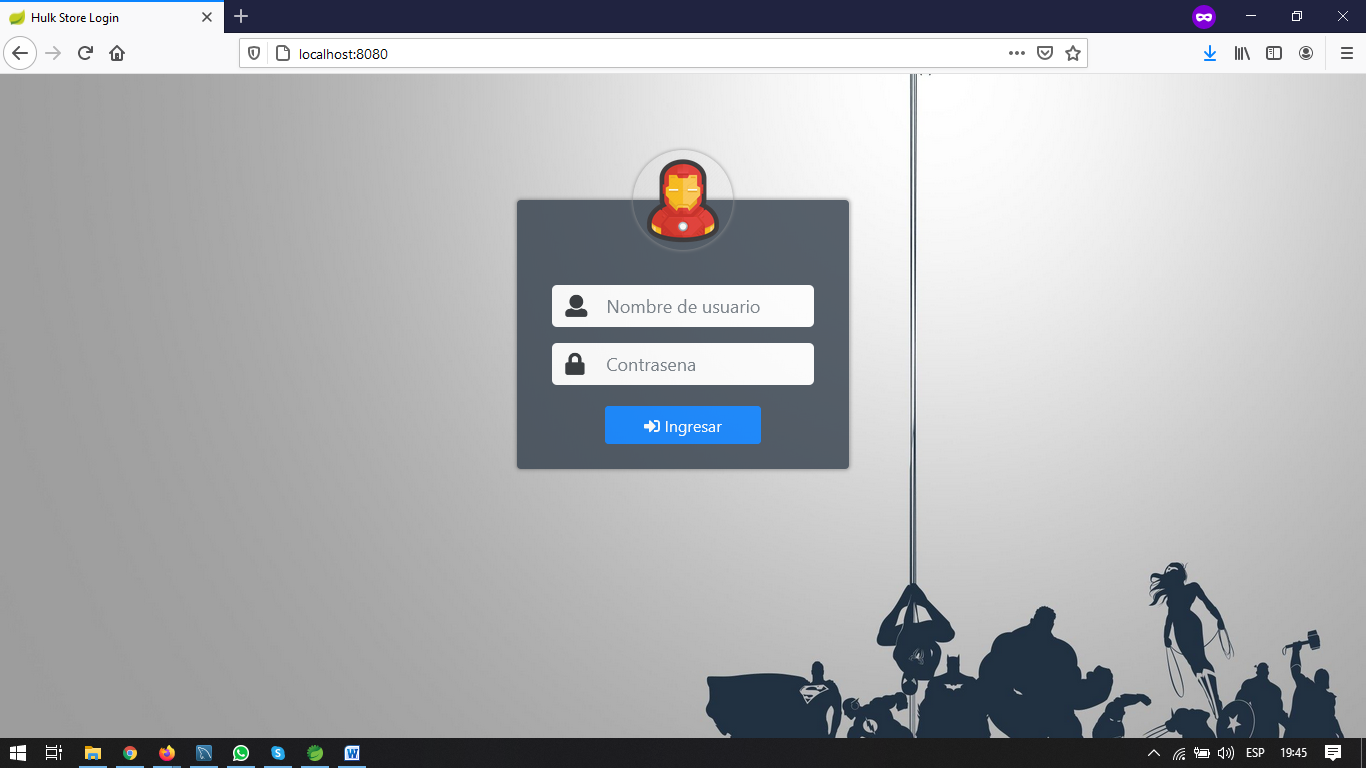 Hulk Store Login
localhost:8080
Nombre de usuario
Contrasena
Ingresar
ESP
19:45